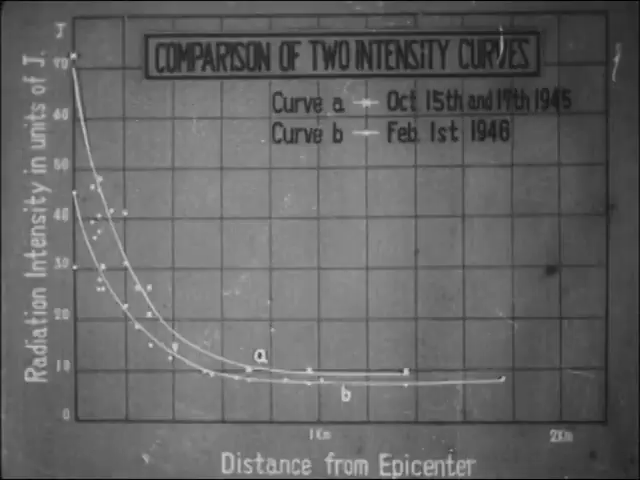 COMPARISON OF TWO INTENSITY CURVES
Curve a Oct 15th and 17th 1945
Curve b Feb. 1st 1946
Radiation Intensity in units of J.
J
70
60
50
40
30
20
10
0
a
b
1Km
2Km
Distance from Epicenter